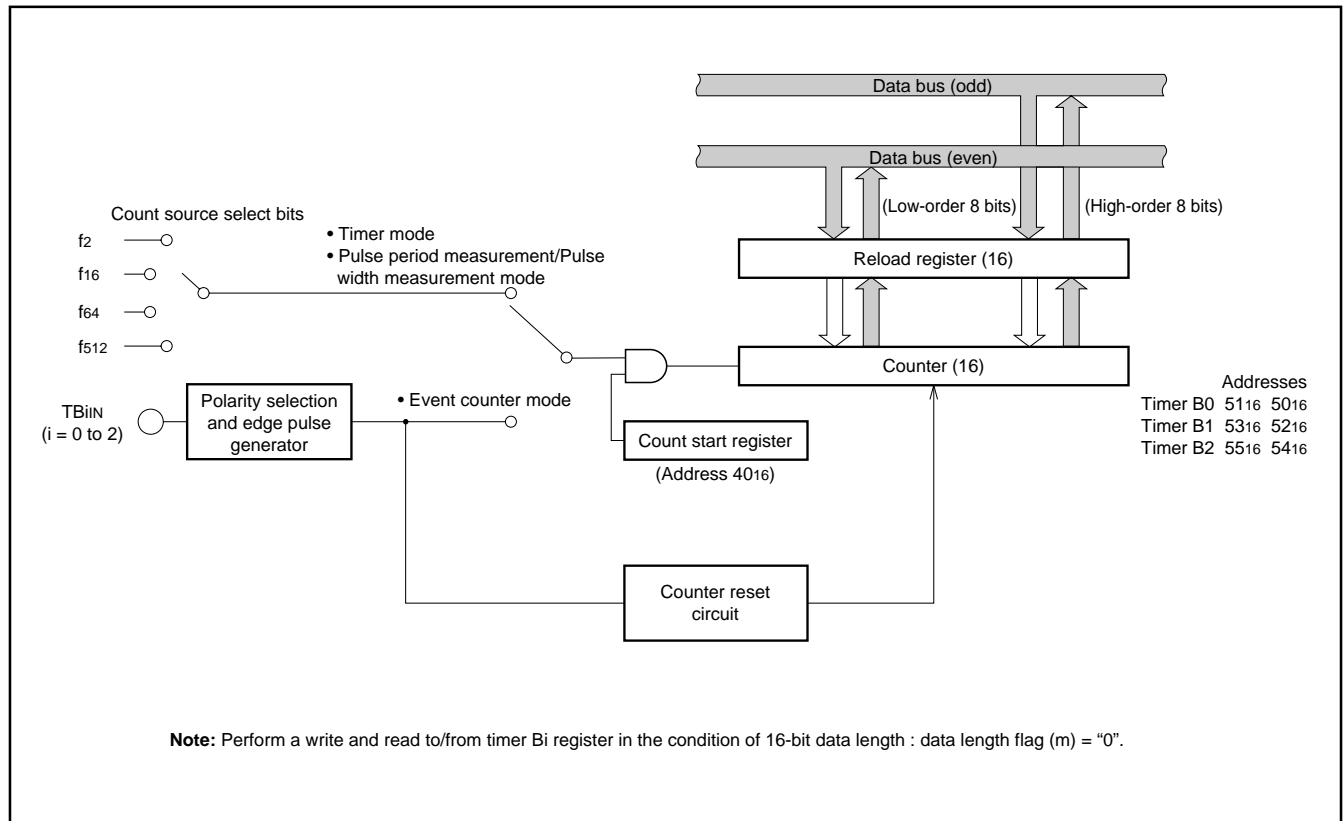 Data bus (odd)
Data bus (even)
(Low-order 8 bits)
(High-order 8 bits)
Count source select bits
f2
f16
f64
f512
• Timer mode
• Pulse period measurement/Pulse
width measurement mode
Reload register (16)
Counter (16)
TBiIN
(i = 0 to 2)
Polarity selection
and edge pulse
generator
• Event counter mode
Count start register
(Address 4016)
Addresses
Timer B0 5116 5016
Timer B1 5316 5216
Timer B2 5516 5416
Counter reset
circuit
Note: Perform a write and read to/from timer Bi register in the condition of 16-bit data length : data length flag (m) = “0”.